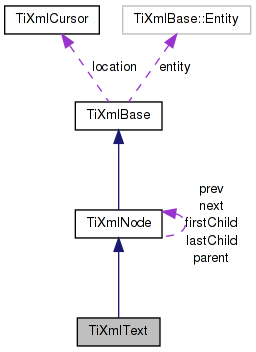 TiXmlCursor
TiXmlBase::Entity
location
entity
TiXmlBase
prev
next
firstChild
lastChild
parent
TiXmlNode
TiXmlText